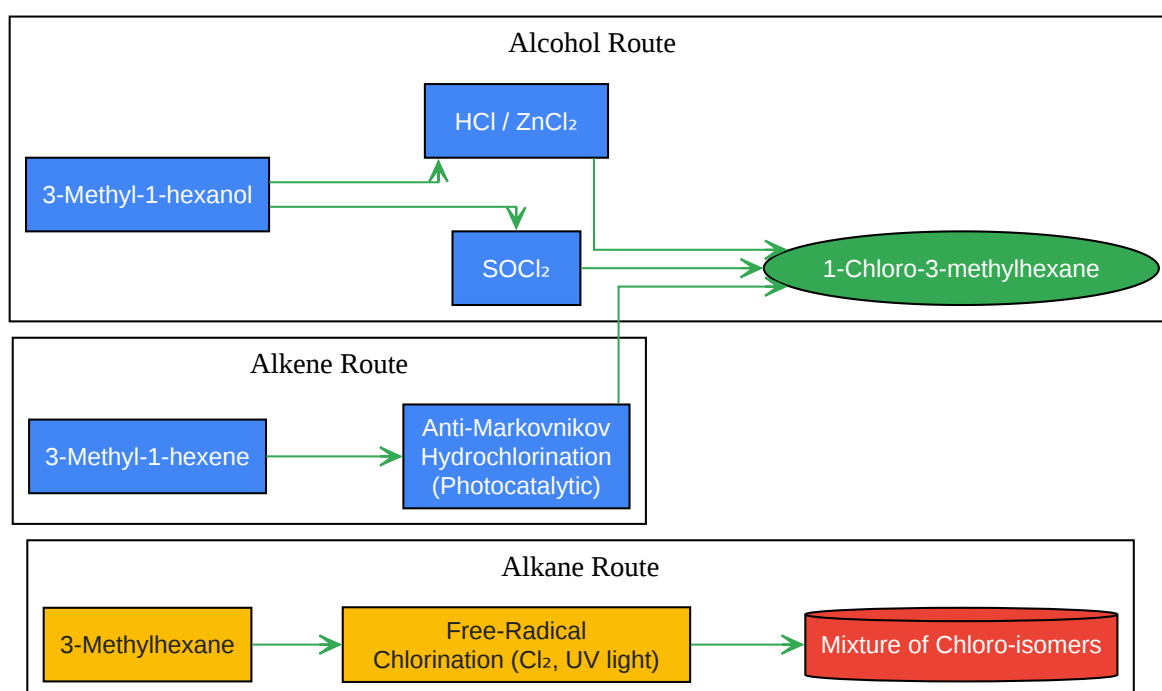 Alcohol Route
HCl / ZnCl₂
3-Methyl-1-hexanol
SOCl₂
1-Chloro-3-methylhexane
Alkene Route
3-Methyl-1-hexene
Anti-Markovnikov
Hydrochlorination
(Photocatalytic)
Alkane Route
3-Methylhexane
Free-Radical
Chlorination (Cl₂, UV light)
Mixture of Chloro-isomers